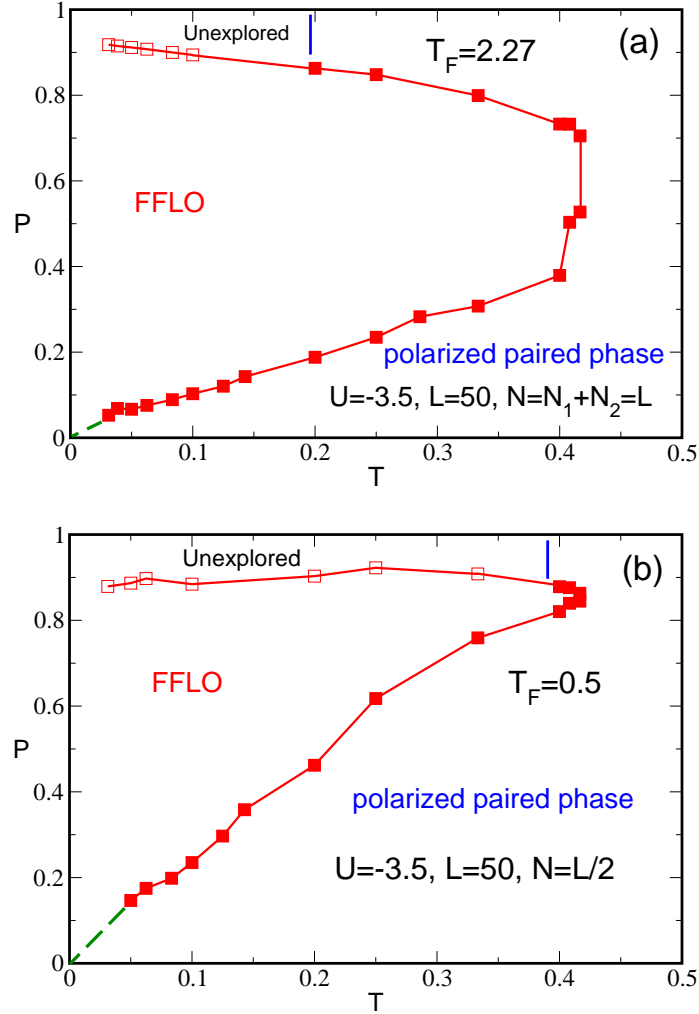 1
Unexplored
T_F=2.27
(a)
0.8
0.6
FFLO
P
0.4
0.2
polarized paired phase
U=-3.5, L=50, N=N_1+N_2=L
0
0
0.1
0.2
0.3
0.4
0.5
T
1
Unexplored
(b)
0.8
FFLO
T_F=0.5
0.6
P
0.4
polarized paired phase
0.2
U=-3.5, L=50, N=L/2
0
0
0.1
0.2
0.3
0.4
0.5
T